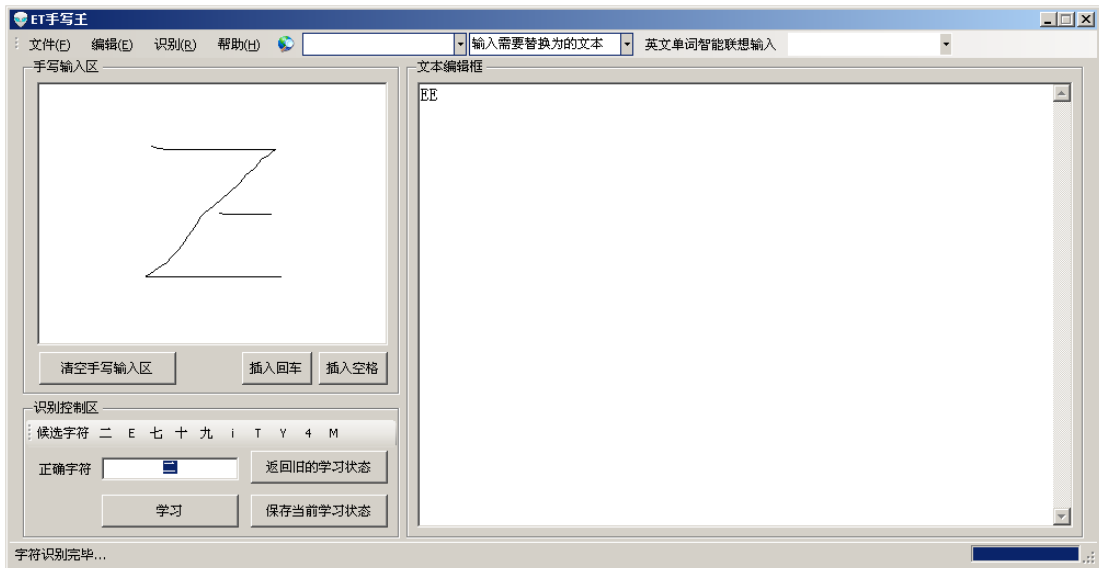 ET手写王
文件(F) 编辑(E) 识别(R) 帮助(H) 输入需要替换为的文本 英文单词智能联想输入
手写输入区
清空手写输入区 插入回车 插入空格
识别控制区
候选字符 二 E 七 十 九 i T Y 4 M
正确字符 二 返回旧的学习状态
学习 保存当前学习状态
文本编辑框
EE
字符识别完毕...